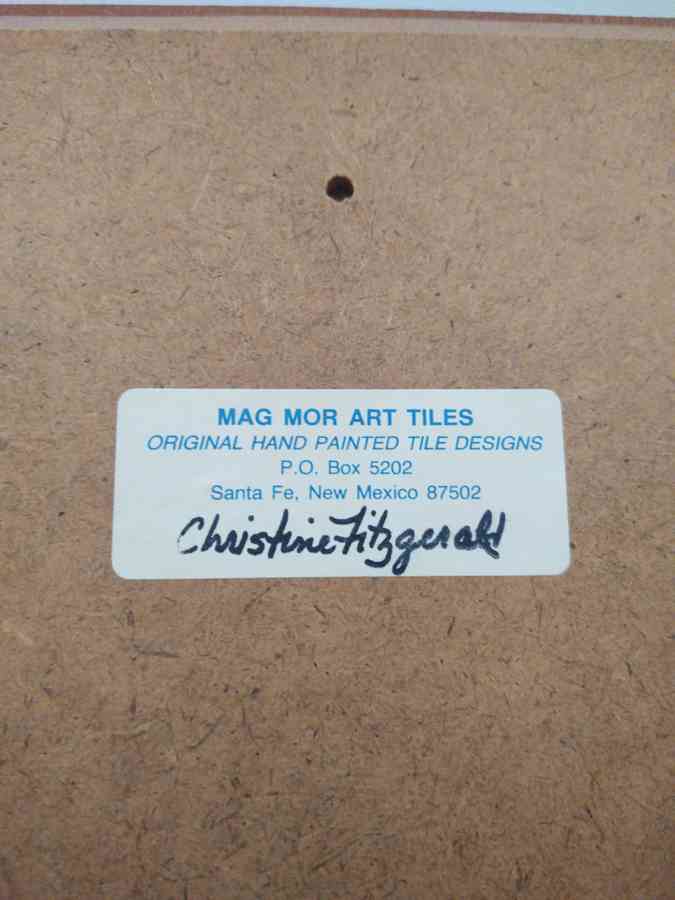 MAG MOR ART TILES
ORIGINAL HAND PAINTED TILE DESIGNS
P.O. Box 5202
Santa Fe, New Mexico 87502
Christine Fitzgerald